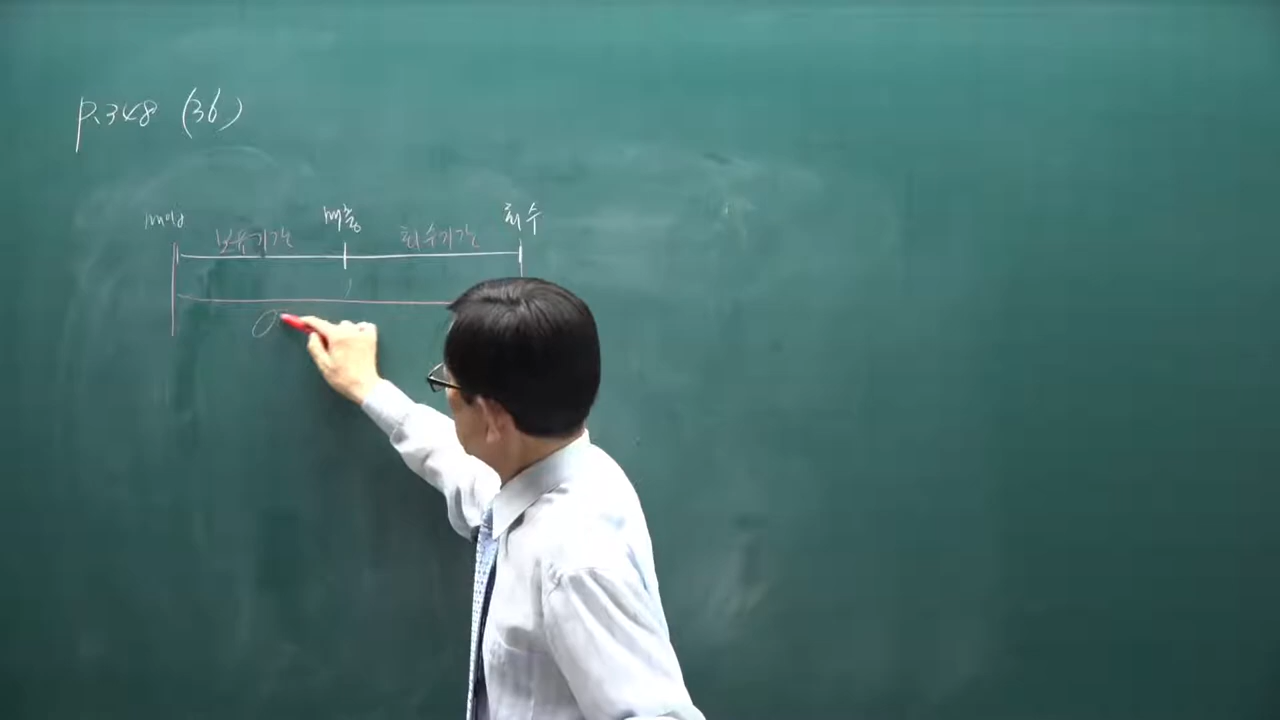 p.348 (36)
매입 매출 회수
보유기간 회수기간